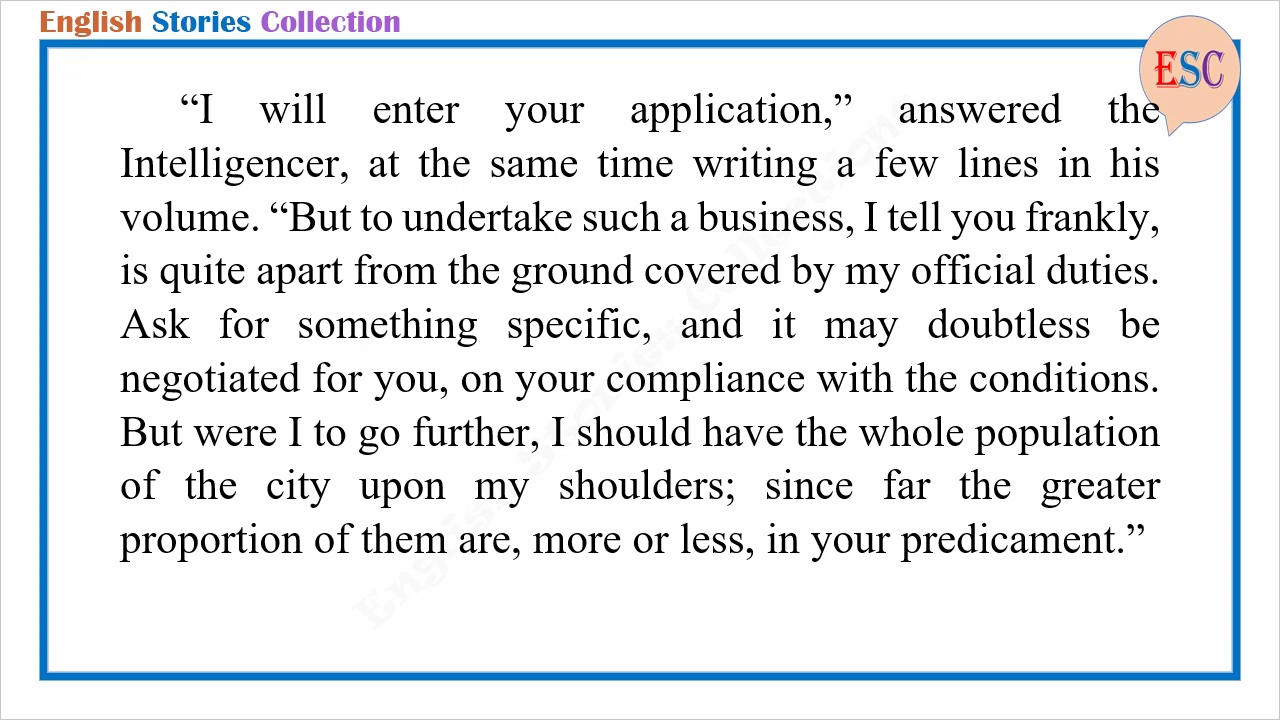 English Stories Collection
ESC
“I will enter your application,” answered the
Intelligencer, at the same time writing a few lines in his
volume. “But to undertake such a business, I tell you frankly,
is quite apart from the ground covered by my official duties.
Ask for something specific, and it may doubtless be
negotiated for you, on your compliance with the conditions.
But were I to go further, I should have the whole population
of the city upon my shoulders; since far the greater
proportion of them are, more or less, in your predicament.”
English Stories Collections